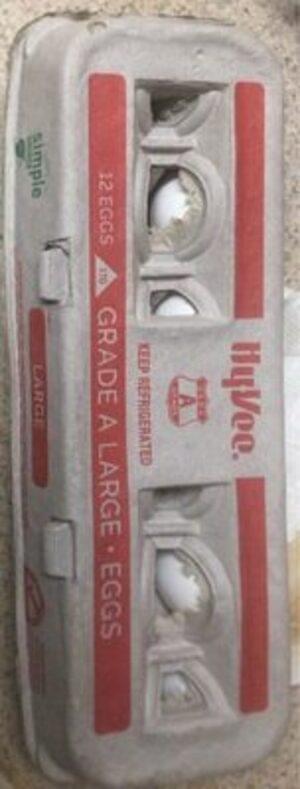 HyVee.
A
KEEP REFRIGERATED
12 EGGS GRADE A LARGE • EGGS
LARGE
simple